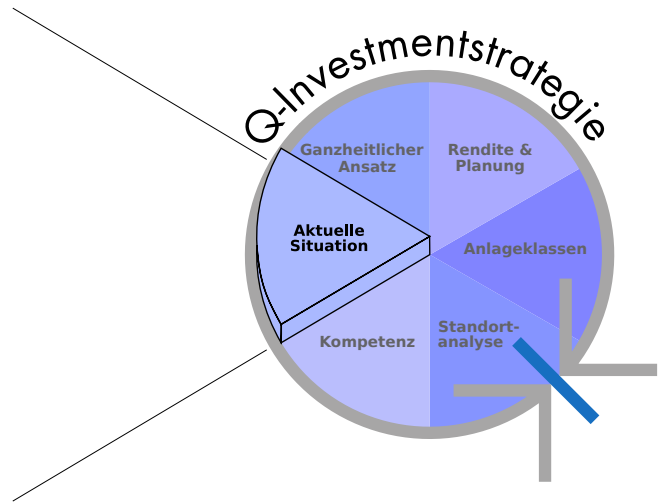 Q-Investmentstrategie
Ganzheitlicher
Ansatz
Rendite &
Planung
Aktuelle
Situation
Anlageklassen
Kompetenz
Standort-
analyse